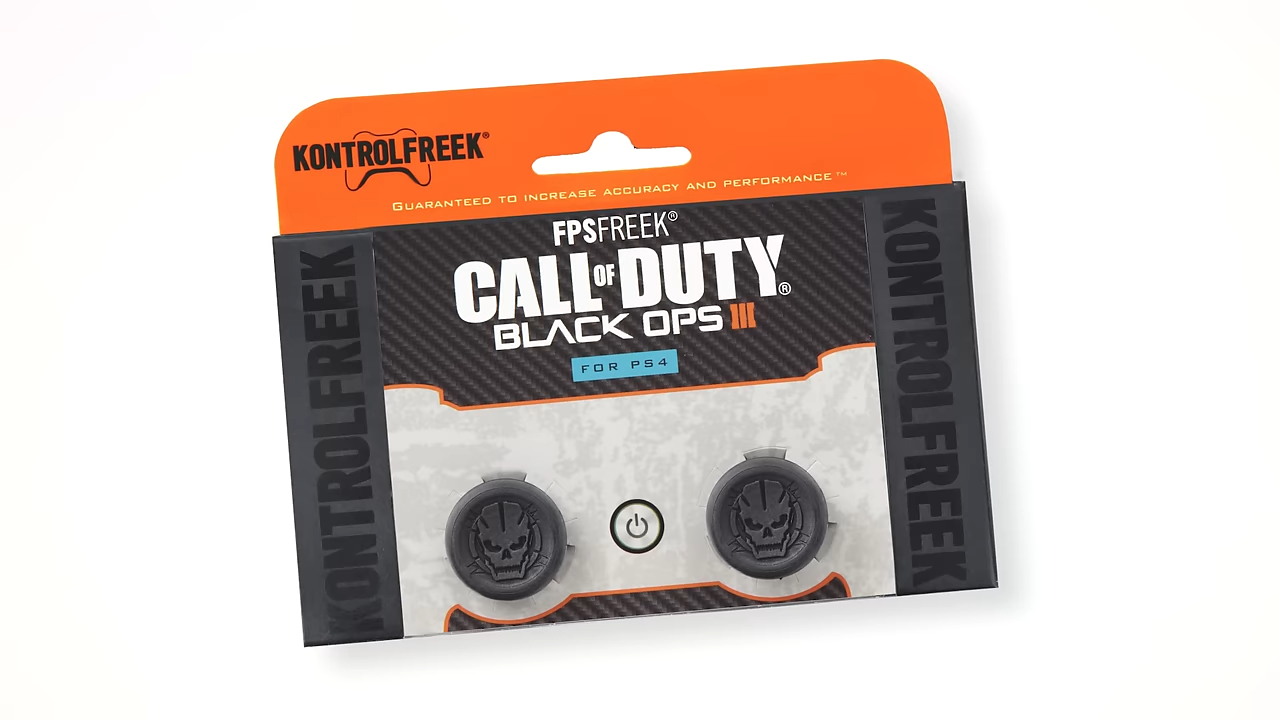 KONTROLFREEK®
GUARANTEED TO INCREASE ACCURACY AND PERFORMANCE™
FPSFREEK®
CALL OF DUTY®
BLACK OPS III
FOR PS4
KONTROLFREEK
KONTROLFREEK